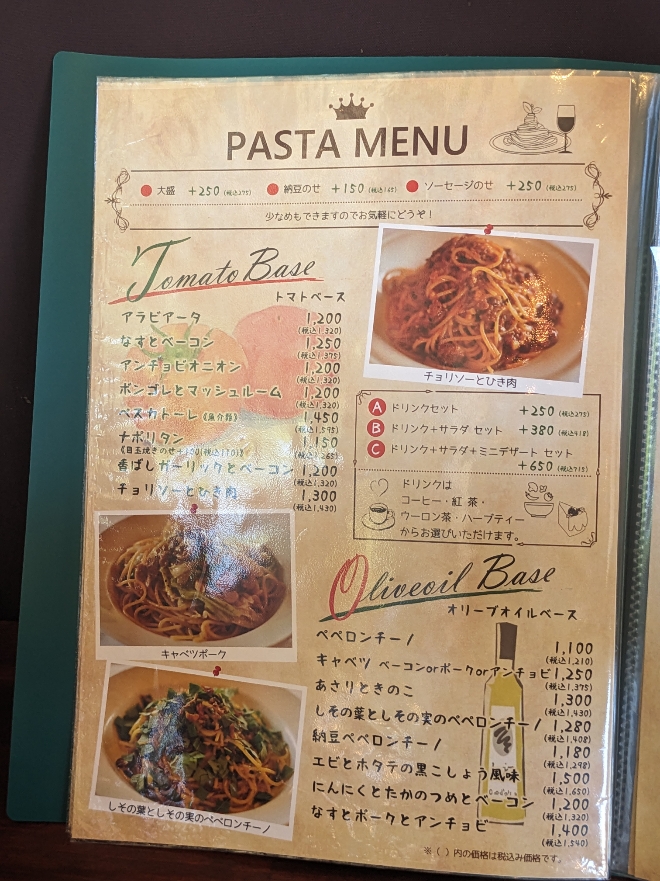 PASTA MENU
大盛 +250 (税込275) 納豆のせ +150 (税込165) ソーセージのせ +250 (税込275)
少なめもできますのでお気軽にどうぞ!
Tomato Base
トマトベース
アラビアータ 1,200
(税込1,320)
なすとベーコン 1,250
(税込1,375)
アンチョビオニオン 1,200
(税込1,320)
ボンゴレとマッシュルーム 1,200
(税込1,320)
ペスカトーレ《魚介類》 1,450
(税込1,595)
ナポリタン 1,150
《目玉焼きのせ+100(税込110)》 (税込1,265)
香ばしガーリックとベーコン 1,200
(税込1,320)
チョリソーとひき肉 1,300
(税込1,430)
チョリソーとひき肉
A ドリンクセット +250 (税込275)
B ドリンク+サラダ セット +380 (税込418)
C ドリンク+サラダ+ミニデザート セット
+650 (税込715)
ドリンクは
コーヒー・紅茶・
ウーロン茶・ハーブティー
からお選びいただけます。
キャベツポーク
しその葉としその実のペペロンチーノ
Oliveoil Base
オリーブオイルベース
ペペロンチーノ 1,100
(税込1,210)
キャベツ ベーコンorポークorアンチョビ 1,250
(税込1,375)
あさりときのこ 1,300
(税込1,430)
しその葉としその実のペペロンチーノ 1,280
(税込1,408)
納豆ペペロンチーノ 1,180
(税込1,298)
エビとホタテの黒こしょう風味 1,500
(税込1,650)
にんにくとたかのつめとベーコン 1,200
(税込1,320)
なすとポークとアンチョビ 1,400
(税込1,540)
※( )内の価格は税込み価格です。